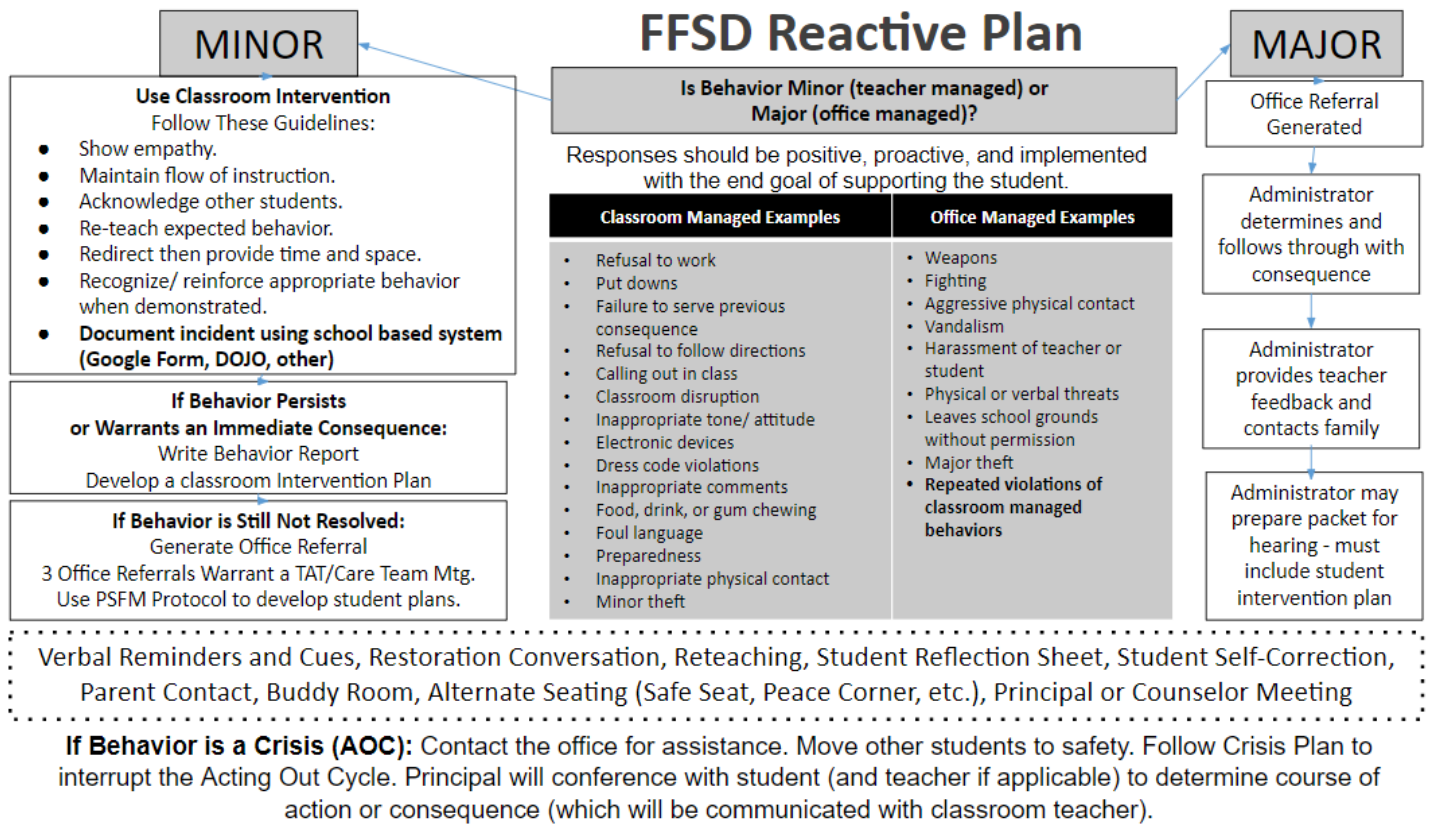 FFSD Reactive Plan
MINOR
MAJOR
Is Behavior Minor (teacher managed) or
Major (office managed)?
Use Classroom Intervention
Follow These Guidelines:
● Show empathy.
● Maintain flow of instruction.
● Acknowledge other students.
● Re-teach expected behavior.
● Redirect then provide time and space.
● Recognize/ reinforce appropriate behavior
when demonstrated.
● Document incident using school based system
(Google Form, DOJO, other)
If Behavior Persists
or Warrants an Immediate Consequence:
Write Behavior Report
Develop a classroom Intervention Plan
If Behavior is Still Not Resolved:
Generate Office Referral
3 Office Referrals Warrant a TAT/Care Team Mtg.
Use PSFM Protocol to develop student plans.
Responses should be positive, proactive, and implemented
with the end goal of supporting the student.
Classroom Managed Examples
• Refusal to work
• Put downs
• Failure to serve previous
consequence
• Refusal to follow directions
• Calling out in class
• Classroom disruption
• Inappropriate tone/ attitude
• Electronic devices
• Dress code violations
• Inappropriate comments
• Food, drink, or gum chewing
• Foul language
• Preparedness
• Inappropriate physical contact
• Minor theft
Office Managed Examples
• Weapons
• Fighting
• Aggressive physical contact
• Vandalism
• Harassment of teacher or
student
• Physical or verbal threats
• Leaves school grounds
without permission
• Major theft
• Repeated violations of
classroom managed
behaviors
Office Referral
Generated
Administrator
determines and
follows through with
consequence
Administrator
provides teacher
feedback and
contacts family
Administrator may
prepare packet for
hearing - must
include student
intervention plan
Verbal Reminders and Cues, Restoration Conversation, Reteaching, Student Reflection Sheet, Student Self-Correction,
Parent Contact, Buddy Room, Alternate Seating (Safe Seat, Peace Corner, etc.), Principal or Counselor Meeting
If Behavior is a Crisis (AOC): Contact the office for assistance. Move other students to safety. Follow Crisis Plan to
interrupt the Acting Out Cycle. Principal will conference with student (and teacher if applicable) to determine course of
action or consequence (which will be communicated with classroom teacher).